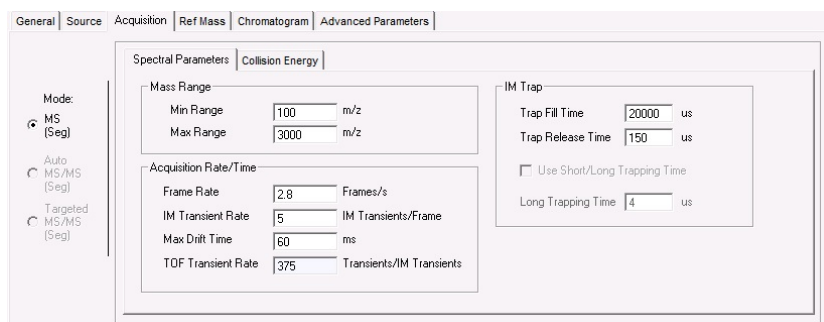 General Source Acquisition Ref Mass Chromatogram Advanced Parameters
Spectral Parameters Collision Energy
Mode:
MS
(Seg)
Auto
MS/MS
(Seg)
Targeted
MS/MS
(Seg)
Mass Range
Min Range 100 m/z
Max Range 3000 m/z
Acquisition Rate/Time
Frame Rate 2.8 Frames/s
IM Transient Rate 5 IM Transients/Frame
Max Drift Time 60 ms
TOF Transient Rate 375 Transients/IM Transients
IM Trap
Trap Fill Time 20000 us
Trap Release Time 150 us
Use Short/Long Trapping Time
Long Trapping Time 4 us